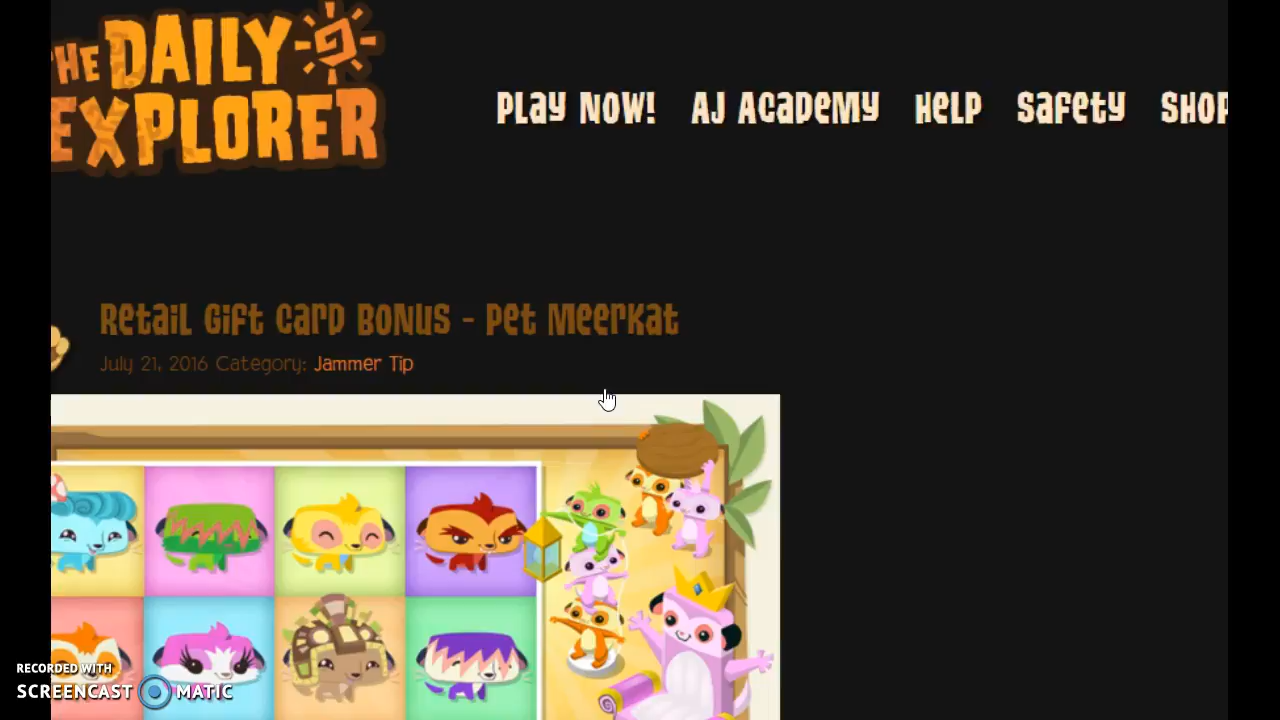 THE DAILY
EXPLORER
Play Now! AJ Academy Help Safety Shop
Retail Gift Card Bonus - Pet Meerkat
July 21, 2016 Category: Jammer Tip
RECORDED WITH
SCREENCAST MATIC